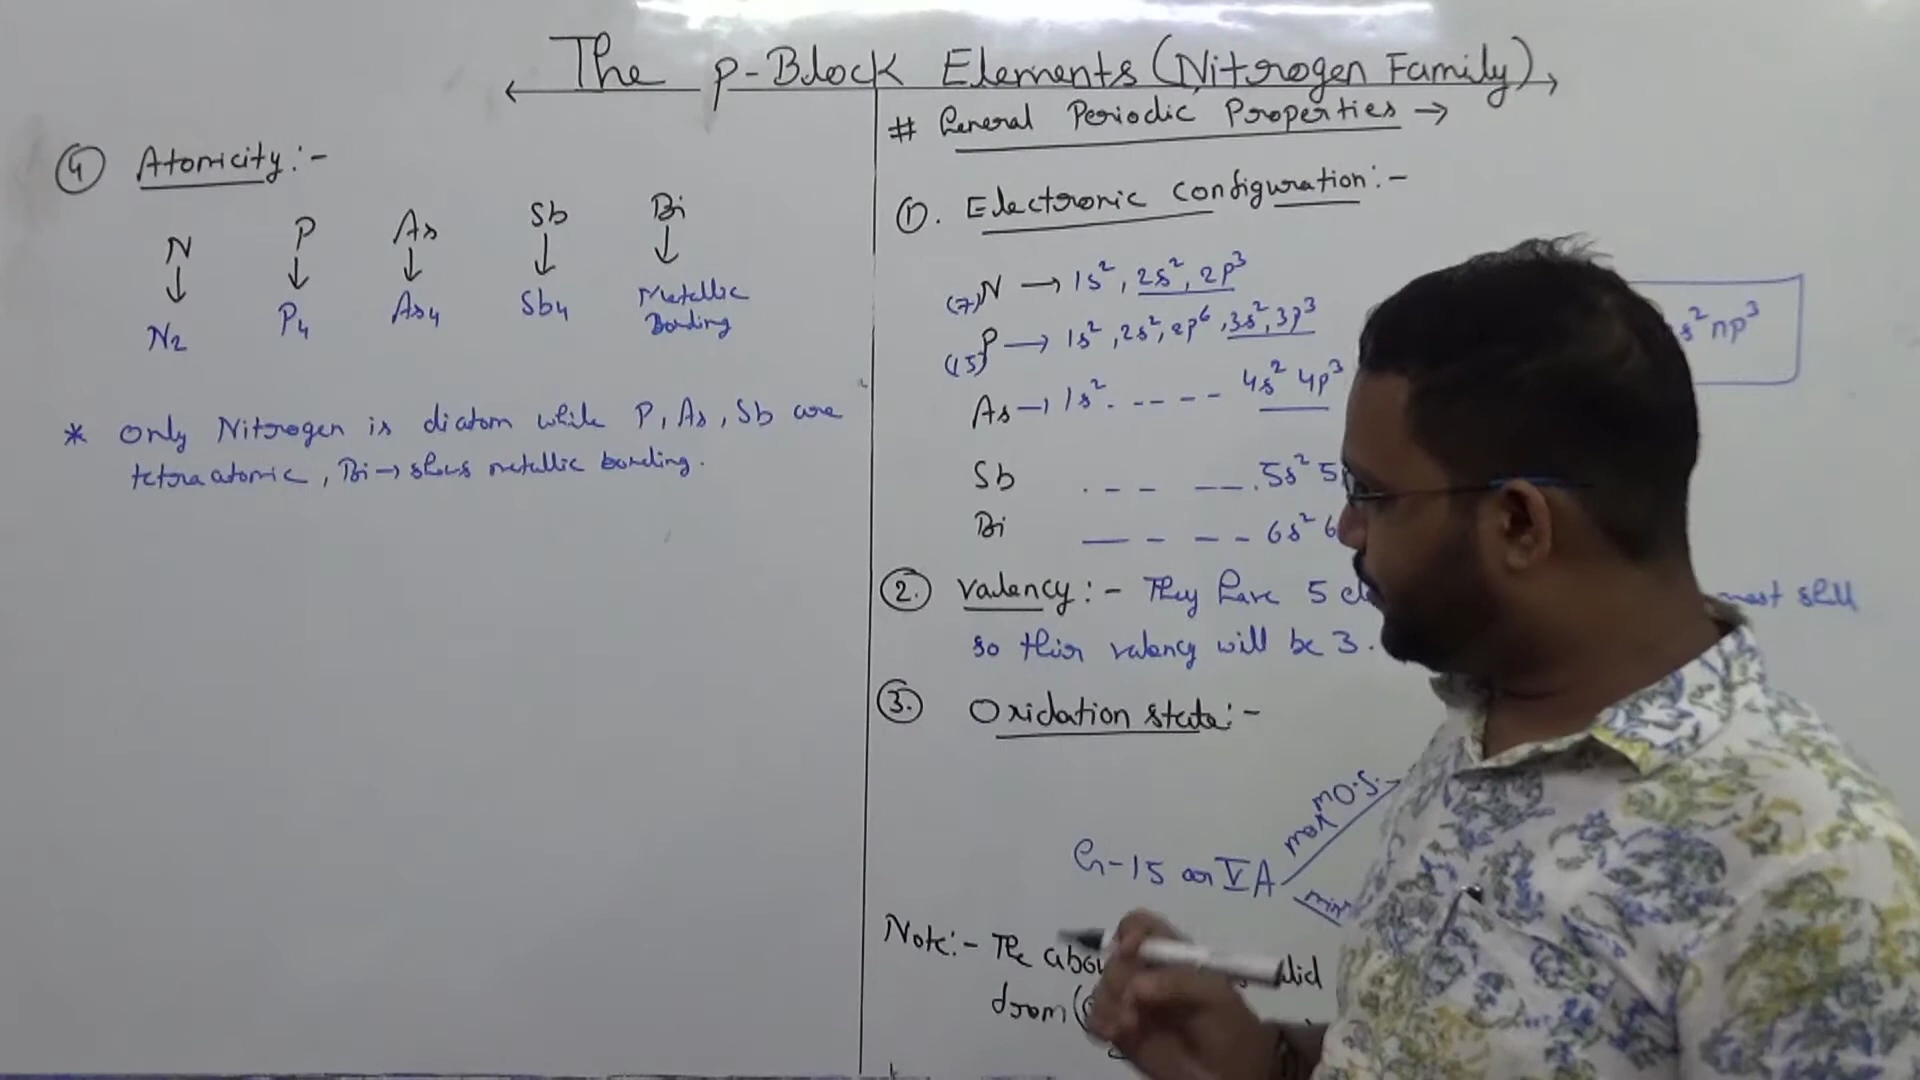 The p-Block Elements (Nitrogen Family)
④ Atomicity:-
N P As Sb Bi
↓ ↓ ↓ ↓ ↓
N₂ P₄ As₄ Sb₄ Metallic
Bonding
* Only Nitrogen is diatom while P, As, Sb are
tetra atomic, Bi → shows metallic bonding.
# General Periodic Properties →
①. Electronic configuration:-
(7)N → 1s², 2s², 2p³
(15)P → 1s², 2s², 2p⁶, 3s², 3p³
As → 1s². ---- 4s² 4p³
Sb .-- --.5s² 5
Bi -- - -- 6s² 6
s² np³
②. Valency:- They have 5 most shell
so their valency will be 3.
③. Oxidation state:-
max^m O.S.
G-15 or VA
min
Note:- The
from (